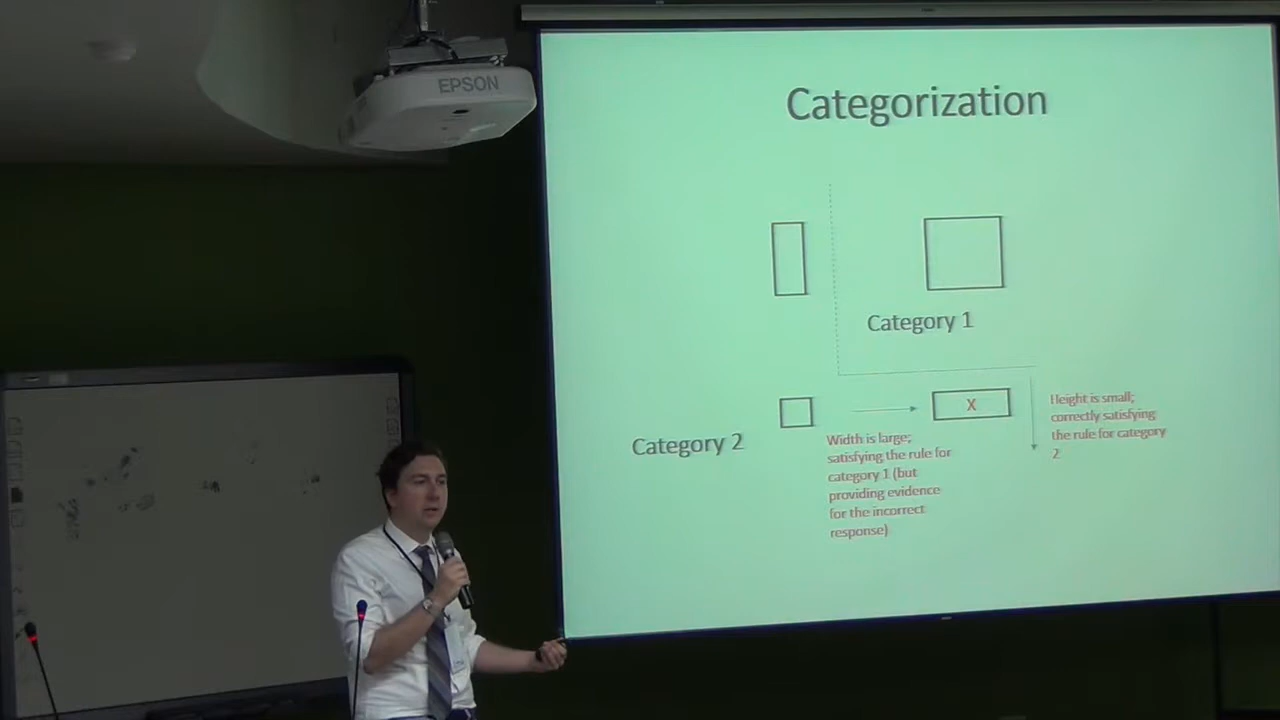 EPSON
Categorization
Category 1
Category 2
X
Width is large;
satisfying the rule for
category 1 (but
providing evidence
for the incorrect
response)
Height is small;
correctly satisfying
the rule for category
2